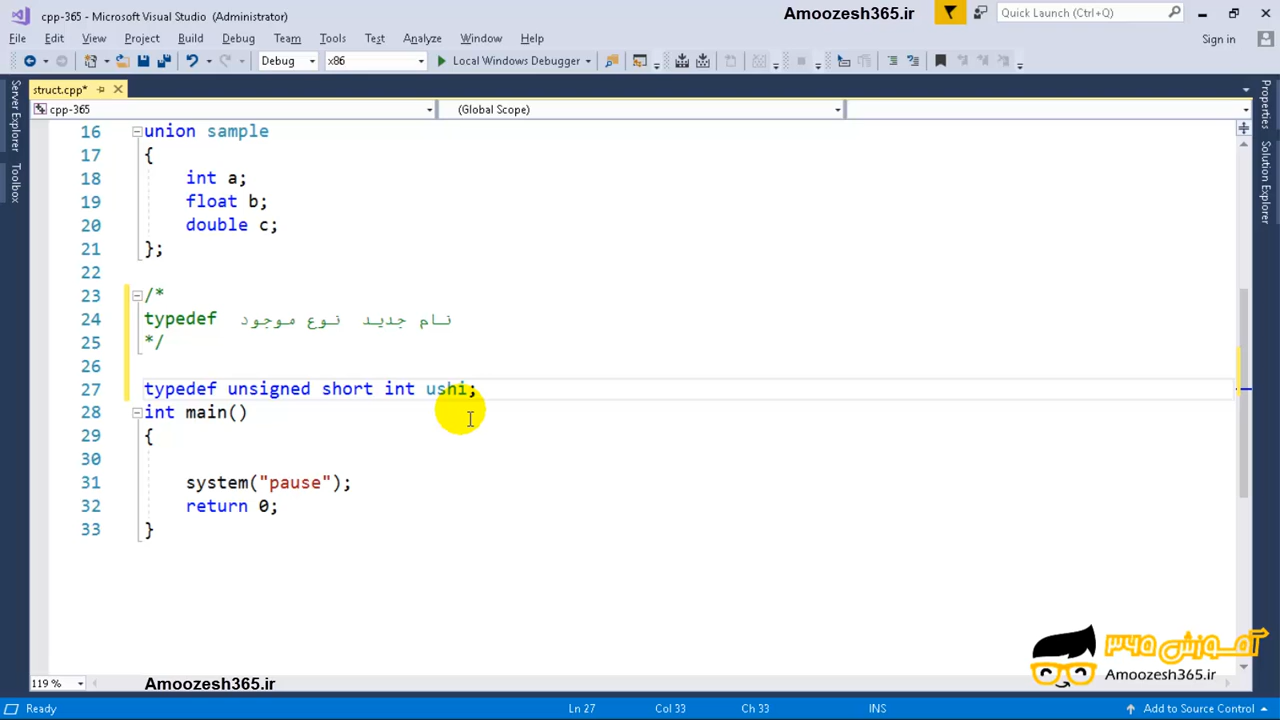 cpp-365 - Microsoft Visual Studio (Administrator)
Amoozesh365.ir
Quick Launch (Ctrl+Q)
File Edit View Project Build Debug Team Tools Test Analyze Window Help
Sign in
Debug x86 Local Windows Debugger
struct.cpp*
cpp-365 (Global Scope)
Server Explorer
Toolbox
Properties
Solution Explorer
16 union sample
17 {
18 int a;
19 float b;
20 double c;
21 };
22
23 /*
24 typedef نام جدید نوع موجود
25 */
26
27 typedef unsigned short int ushi;
28 int main()
29 {
30
31 system("pause");
32 return 0;
33 }
آموزش ۳۶۵
Amoozesh365.ir
119 %
Amoozesh365.ir
Ready Ln 27 Col 33 Ch 33 INS Add to Source Control